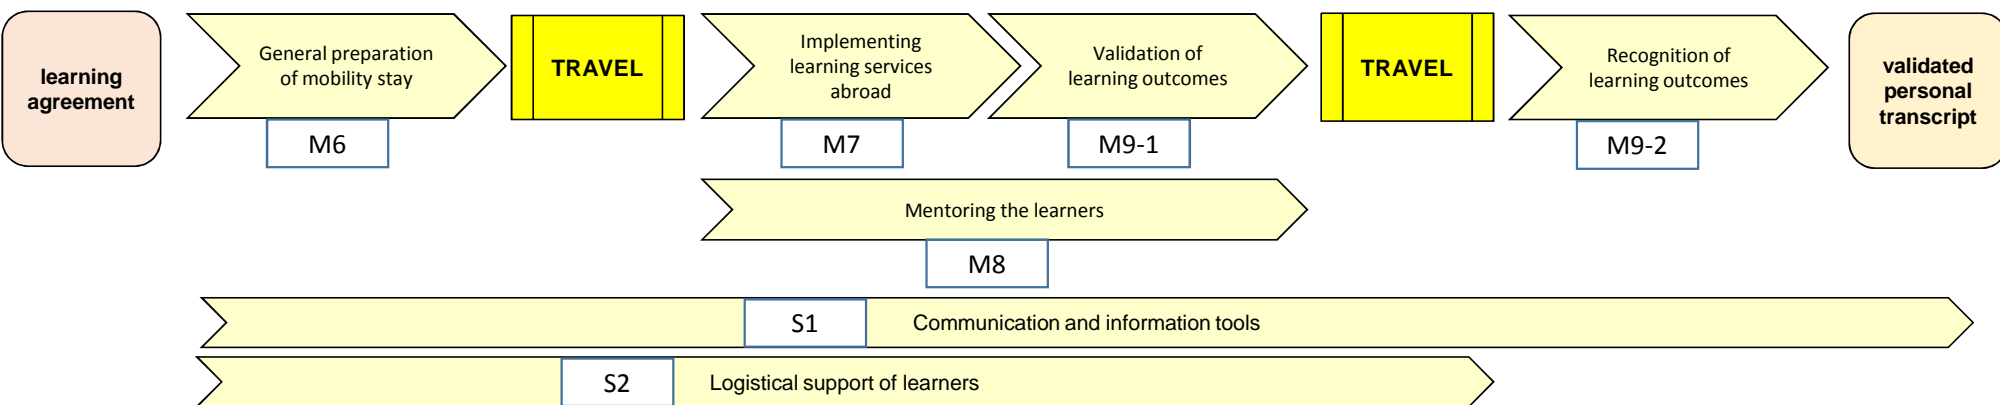 learning
agreement
General preparation
of mobility stay
M6
TRAVEL
Implementing
learning services
abroad
M7
Validation of
learning outcomes
M9-1
TRAVEL
Recognition of
learning outcomes
M9-2
validated
personal
transcript
Mentoring the learners
M8
S1
Communication and information tools
S2
Logistical support of learners